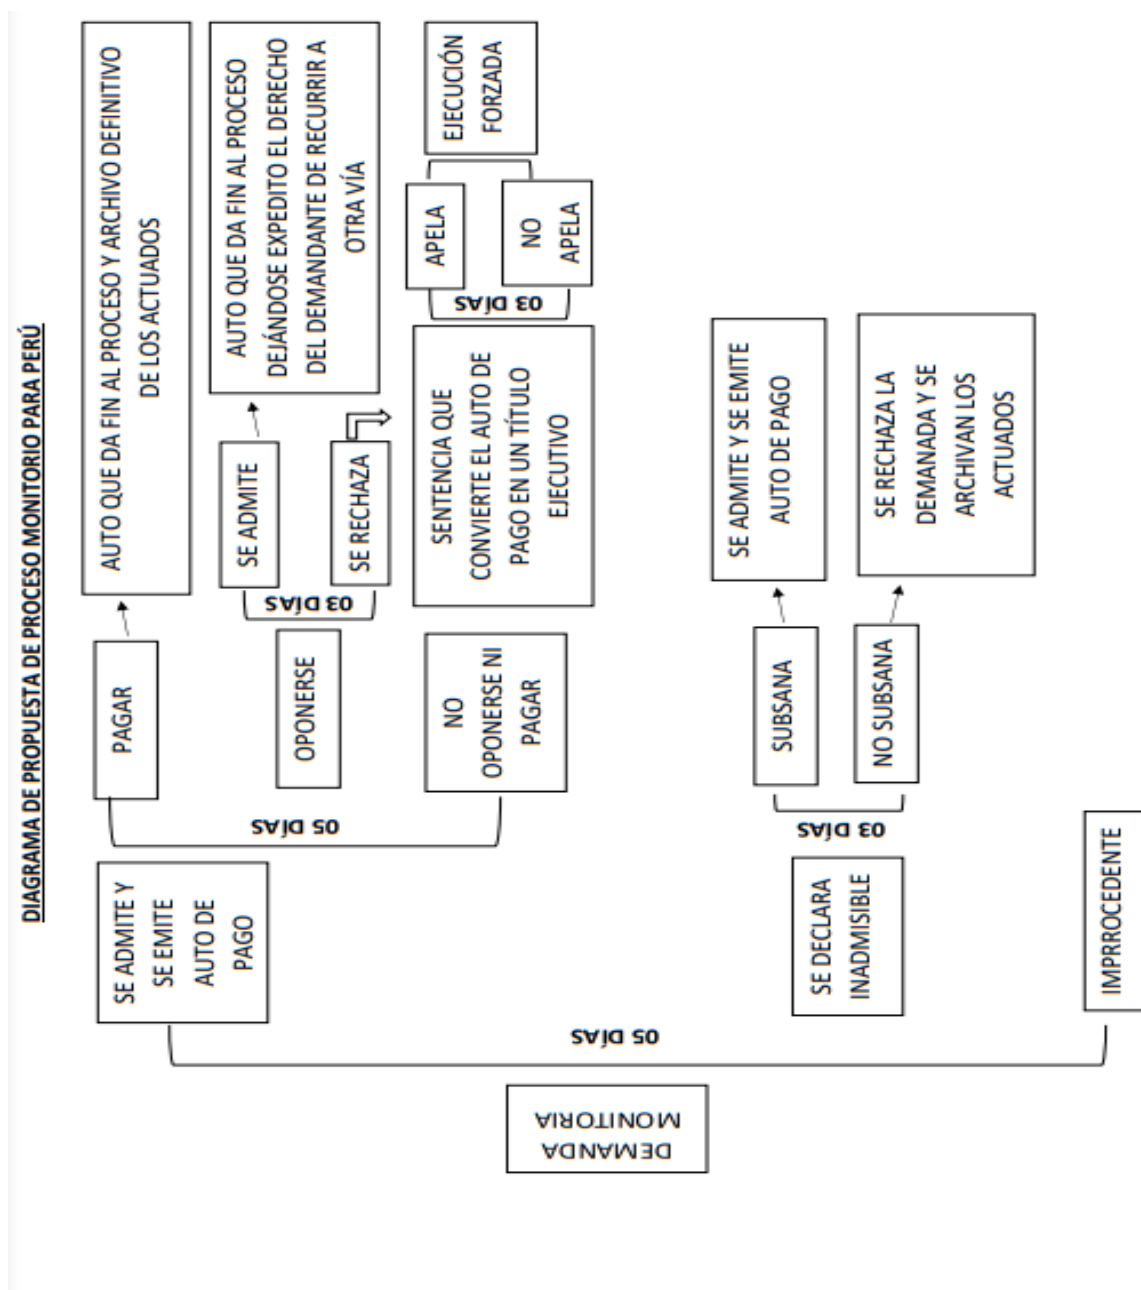 DIAGRAMA DE PROPUESTA DE PROCESO MONITORIO PARA PERÚ
DEMANDA
MONITORIA
05 DÍAS
SE ADMITE Y
SE EMITE
AUTO DE
PAGO
05 DÍAS
PAGAR
AUTO QUE DA FIN AL PROCESO Y ARCHIVO DEFINITIVO
DE LOS ACTUADOS
OPONERSE
03 DÍAS
SE ADMITE
AUTO QUE DA FIN AL PROCESO
DEJÁNDOSE EXPEDITO EL DERECHO
DEL DEMANDANTE DE RECURRIR A
OTRA VÍA
SE RECHAZA
NO
OPONERSE NI
PAGAR
SENTENCIA QUE
CONVIERTE EL AUTO DE
PAGO EN UN TÍTULO
EJECUTIVO
03 DÍAS
APELA
NO
APELA
EJECUCIÓN
FORZADA
SE DECLARA
INADMISIBLE
03 DÍAS
SUBSANA
SE ADMITE Y SE EMITE
AUTO DE PAGO
NO SUBSANA
SE RECHAZA LA
DEMANADA Y SE
ARCHIVAN LOS
ACTUADOS
IMPRROCEDENTE